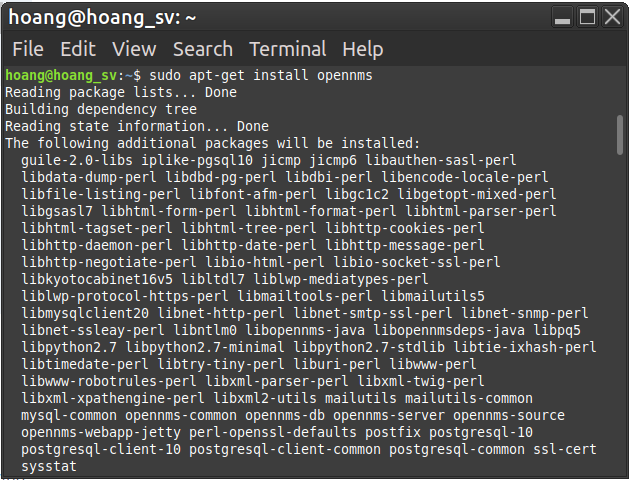 hoang@hoang_sv: ~
File Edit View Search Terminal Help
hoang@hoang_sv:~$ sudo apt-get install opennms
Reading package lists... Done
Building dependency tree
Reading state information... Done
The following additional packages will be installed:
guile-2.0-libs iplike-pgsql10 jicmp jicmp6 libauthen-sasl-perl
libdata-dump-perl libdbd-pg-perl libdbi-perl libencode-locale-perl
libfile-listing-perl libfont-afm-perl libgc1c2 libgetopt-mixed-perl
libgsasl7 libhtml-form-perl libhtml-format-perl libhtml-parser-perl
libhtml-tagset-perl libhtml-tree-perl libhttp-cookies-perl
libhttp-daemon-perl libhttp-date-perl libhttp-message-perl
libhttp-negotiate-perl libio-html-perl libio-socket-ssl-perl
libkyotocabinet16v5 libltdl7 liblwp-mediatypes-perl
liblwp-protocol-https-perl libmailtools-perl libmailutils5
libmysqlclient20 libnet-http-perl libnet-smtp-ssl-perl libnet-snmp-perl
libnet-ssleay-perl libntlm0 libopennms-java libopennmsdeps-java libpq5
libpython2.7 libpython2.7-minimal libpython2.7-stdlib libtie-ixhash-perl
libtimedate-perl libtry-tiny-perl liburi-perl libwww-perl
libwww-robotrules-perl libxml-parser-perl libxml-twig-perl
libxml-xpathengine-perl libxml2-utils mailutils mailutils-common
mysql-common opennms-common opennms-db opennms-server opennms-source
opennms-webapp-jetty perl-openssl-defaults postfix postgresql-10
postgresql-client-10 postgresql-client-common postgresql-common ssl-cert
sysstat